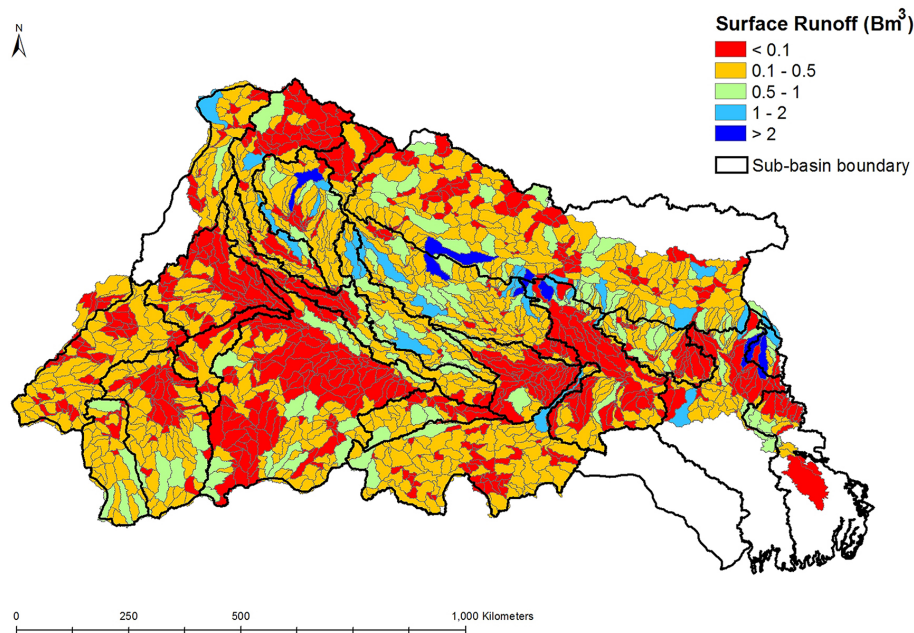 N
Surface Runoff (Bm³)
< 0.1
0.1 - 0.5
0.5 - 1
1 - 2
> 2
Sub-basin boundary
0 250 500 1,000 Kilometers